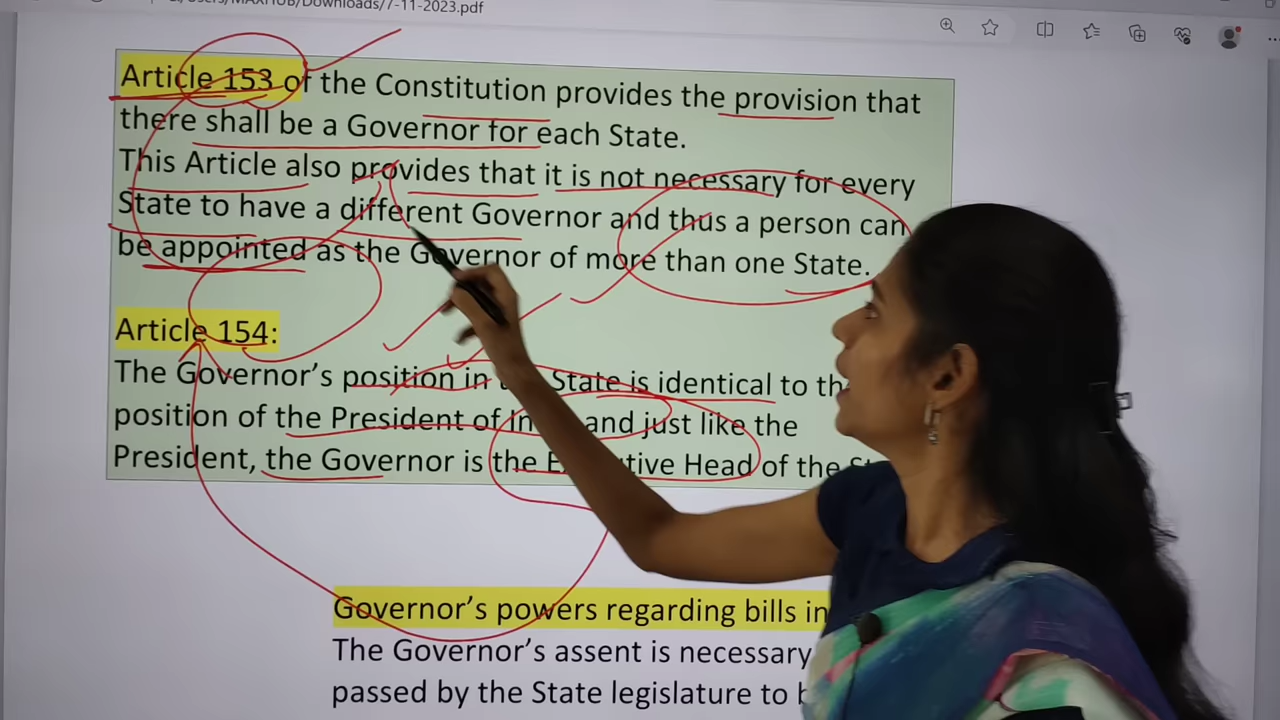 /Users/MAXHUB/Downloads/7-11-2023.pdf
Article 153 of the Constitution provides the provision that
there shall be a Governor for each State.
This Article also provides that it is not necessary for every
State to have a different Governor and thus a person can
be appointed as the Governor of more than one State.
Article 154:
The Governor's position in State is identical to
position of the President of and just like the
President, the Governor is the Head of the
Governor's powers regarding bills in
The Governor's assent is necessary
passed by the State legislature to